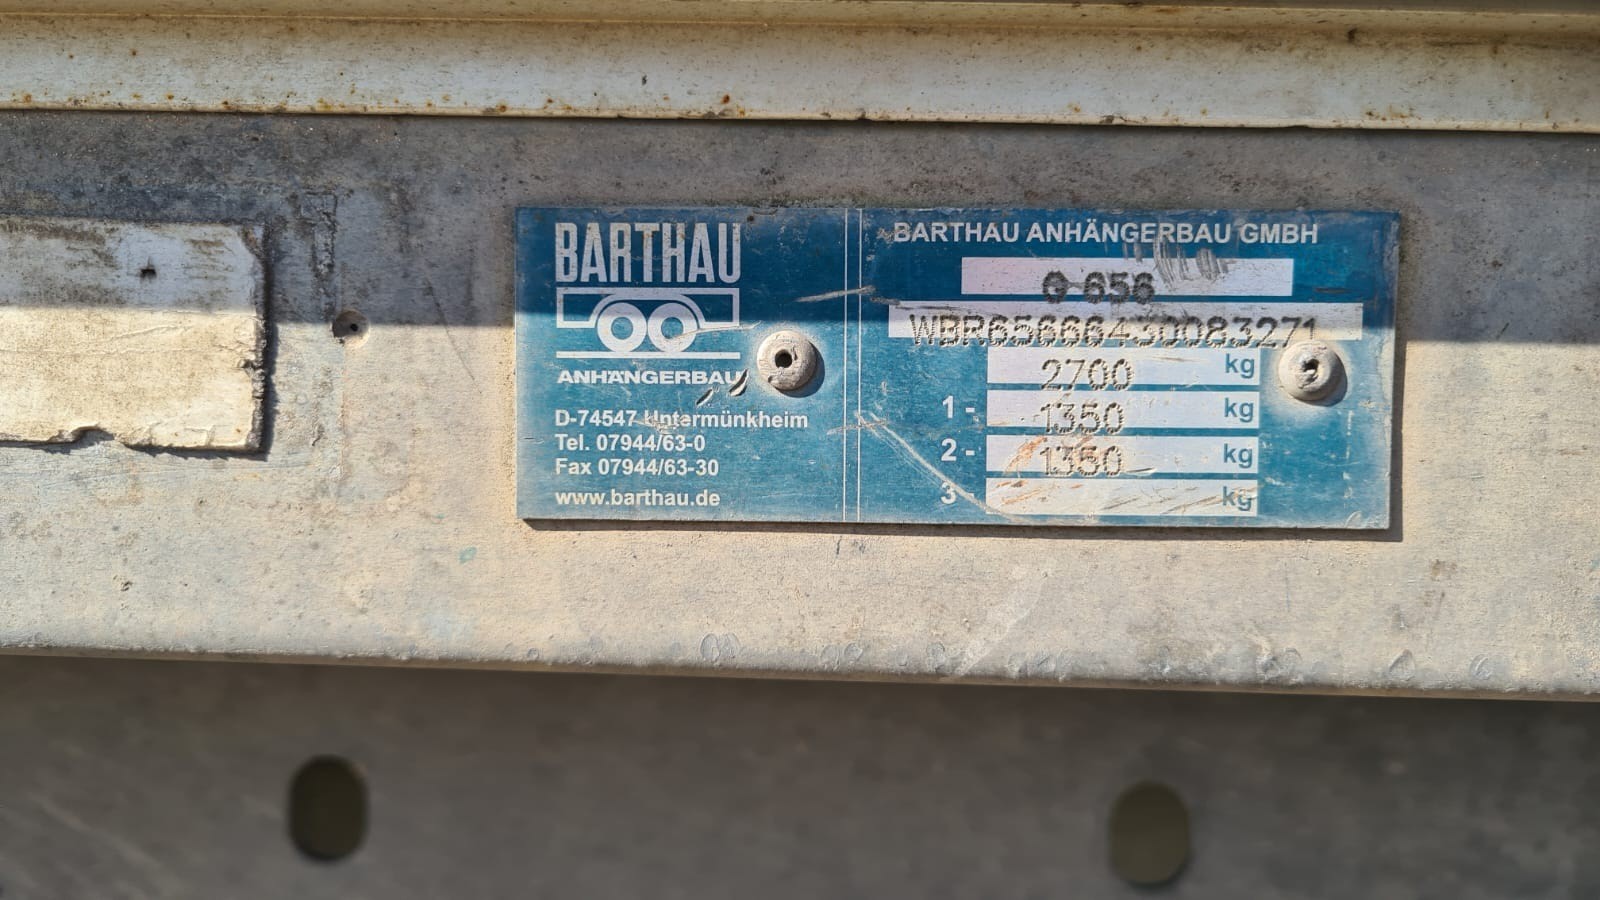 BARTHAU
ANHÄNGERBAU
D-74547 Untermünkheim
Tel. 07944/63-0
Fax 07944/63-30
www.barthau.de
BARTHAU ANHÄNGERBAU GMBH
G 656
WBR65666430083271
2700 kg
1 - 1350 kg
2 - 1350 kg
3 kg